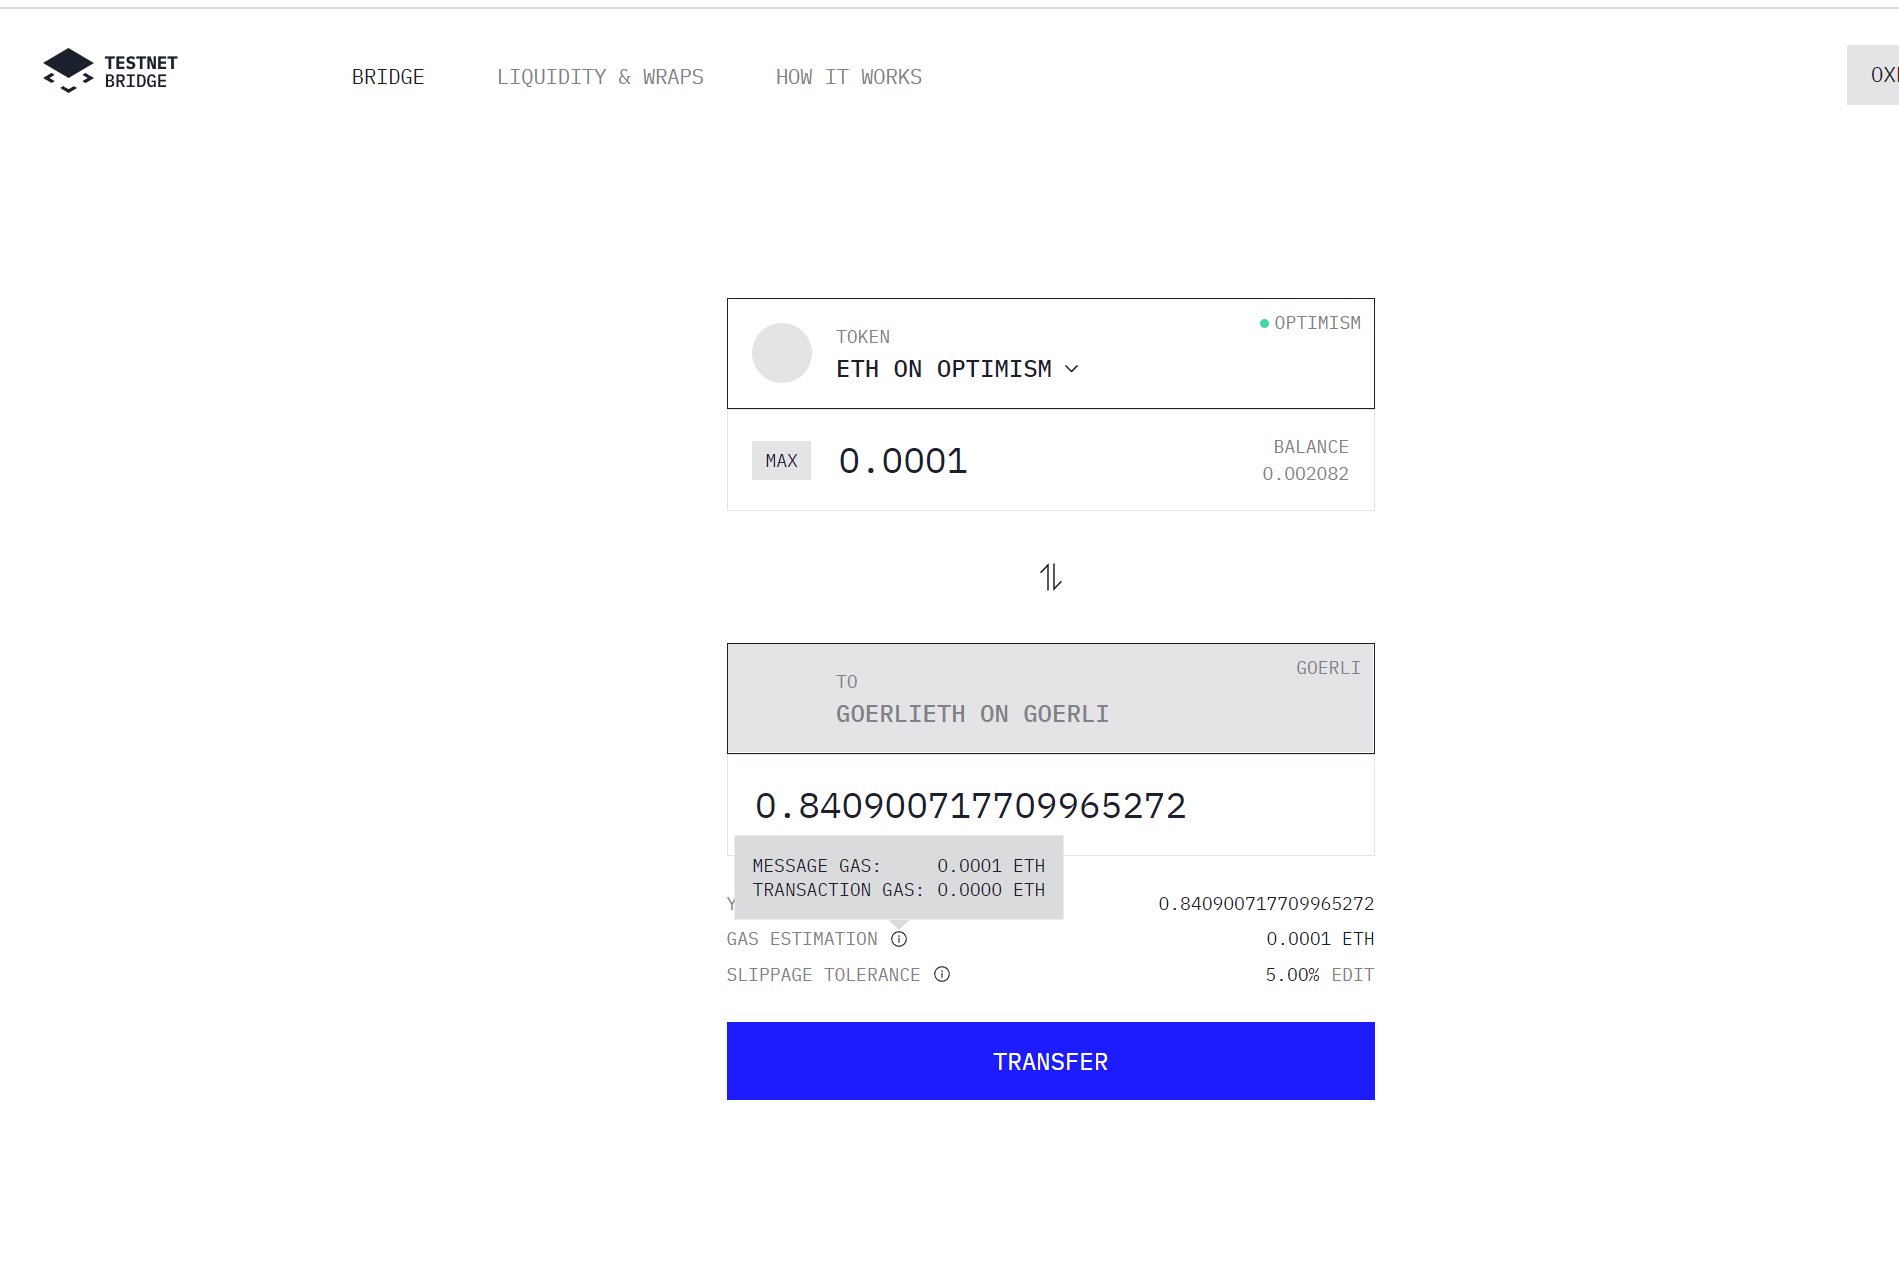 TESTNET
BRIDGE
BRIDGE
LIQUIDITY & WRAPS
HOW IT WORKS
TOKEN
OPTIMISM
ETH ON OPTIMISM
MAX
0.0001
BALANCE
0.002082
TO
GOERLI
GOERLIETH ON GOERLI
0.840900717709965272
MESSAGE GAS: 0.0001 ETH
TRANSACTION GAS: 0.0000 ETH
0.840900717709965272
GAS ESTIMATION
0.0001 ETH
SLIPPAGE TOLERANCE
5.00% EDIT
TRANSFER